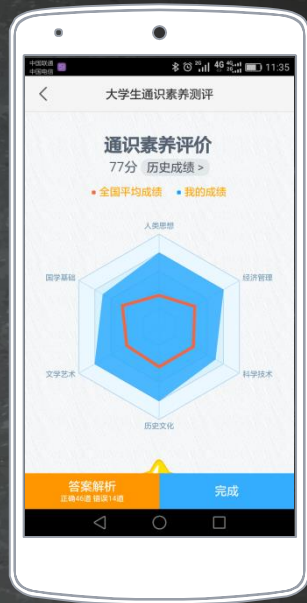 中国联通
中国电信
2G 4G 4G 2G 11:35
大学生通识素养测评
通识素养评价
77分 历史成绩 >
全国平均成绩 我的成绩
人类思想
国学基础 经济管理
文学艺术 科学技术
历史文化
答案解析
正确46道 错误14道
完成